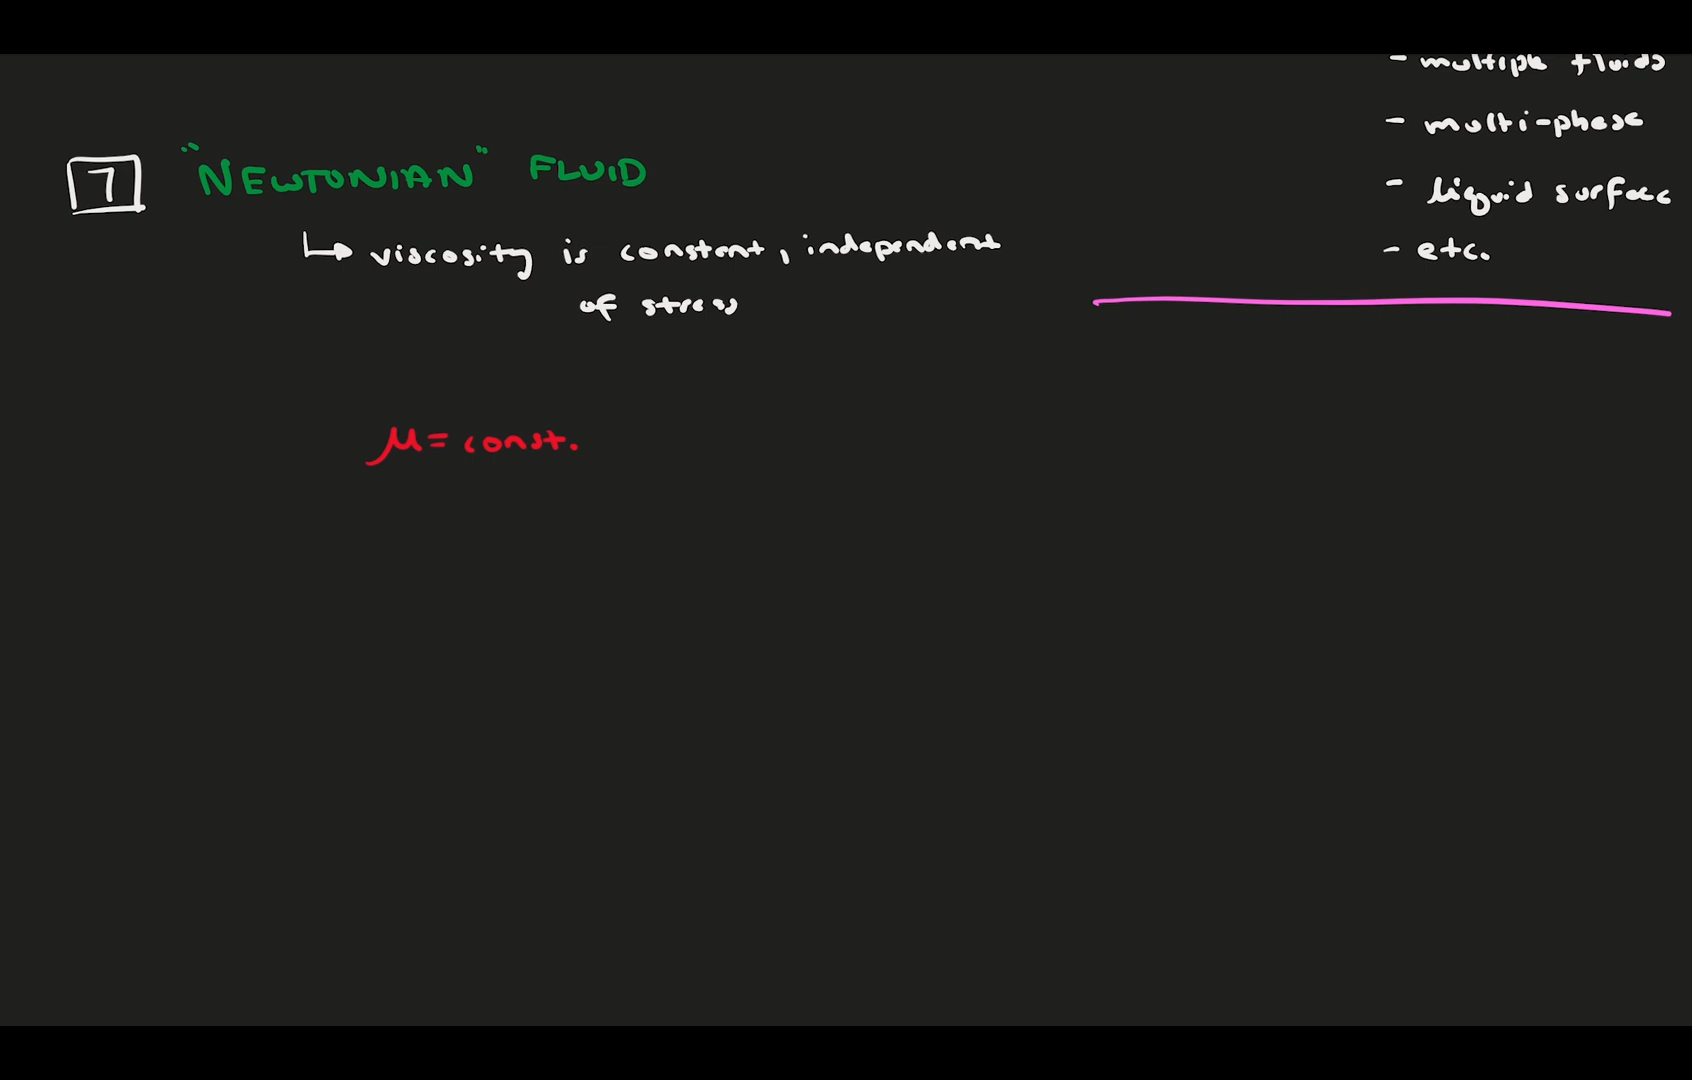 - multiple fluids
- multi-phase
- liquid surface
- etc.
7 "NEWTONIAN" FLUID
↳ viscosity is constant, independent
of stress
μ = const.